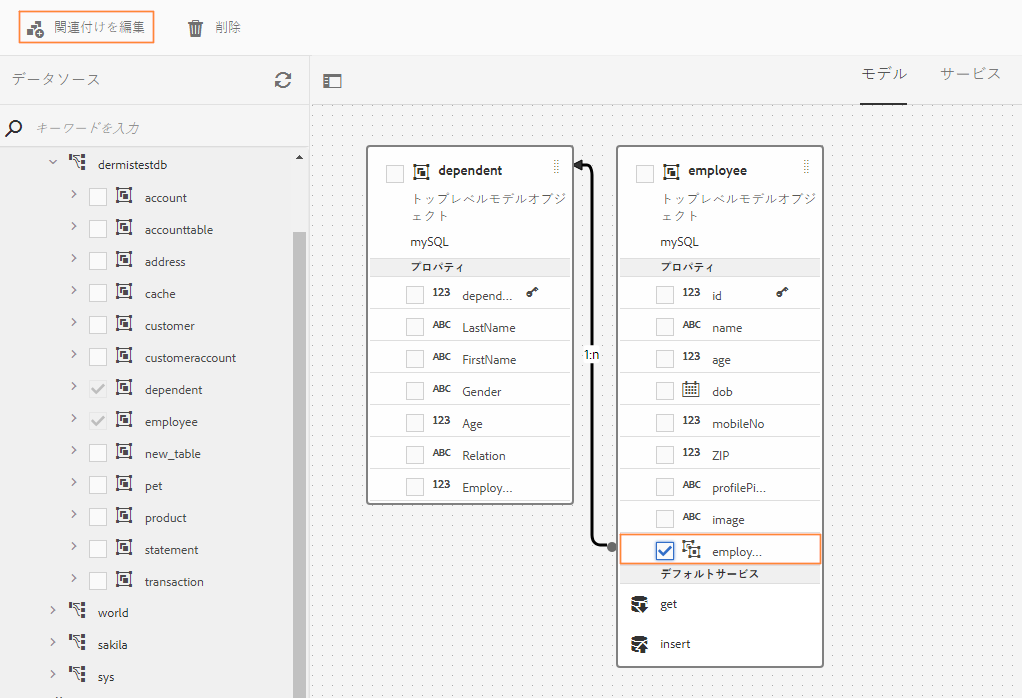 関連付けを編集
削除
データソース
モデル
サービス
キーワードを入力
dermistestdb
account
accounttable
address
cache
customer
customeraccount
dependent
employee
new_table
pet
product
statement
transaction
world
sakila
sys
dependent
トップレベルモデルオブジ
ェクト
mySQL
プロパティ
123 depend...
ABC LastName
ABC FirstName
ABC Gender
123 Age
ABC Relation
123 Employ...
1:n
employee
トップレベルモデルオブジ
ェクト
mySQL
プロパティ
123 id
ABC name
123 age
dob
123 mobileNo
123 ZIP
ABC profilePi...
ABC image
employ...
デフォルトサービス
get
insert